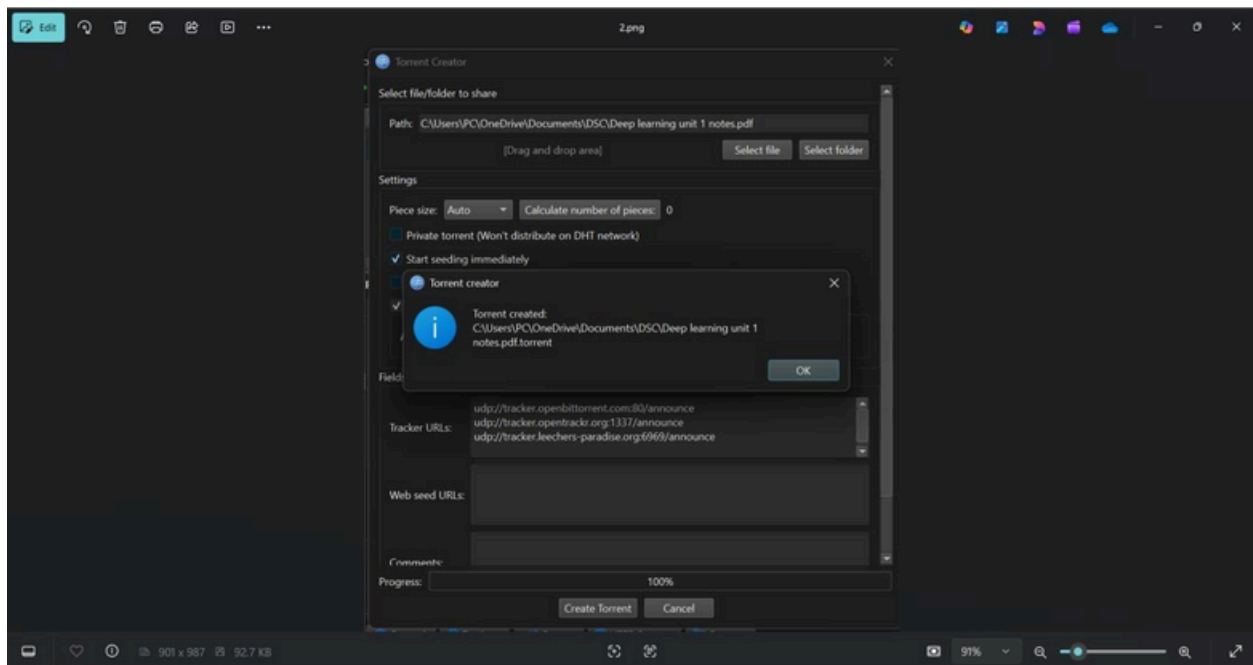 Edit
2.png
Torrent Creator
Select file/folder to share
Path: C:\Users\PC\OneDrive\Documents\DSC\Deep learning unit 1 notes.pdf
[Drag and drop area]
Select file
Select folder
Settings
Piece size: Auto
Calculate number of pieces: 0
Private torrent (Won't distribute on DHT network)
Start seeding immediately
Torrent creator
Torrent created:
C:\Users\PC\OneDrive\Documents\DSC\Deep learning unit 1
notes.pdf.torrent
OK
udp://tracker.openbittorrent.com:80/announce
udp://tracker.opentrackr.org:1337/announce
Tracker URLs:
udp://tracker.leechers-paradise.org:6969/announce
Web seed URLs:
Comments:
Progress: 100%
Create Torrent
Cancel
901 x 987
92.7 KB
91%